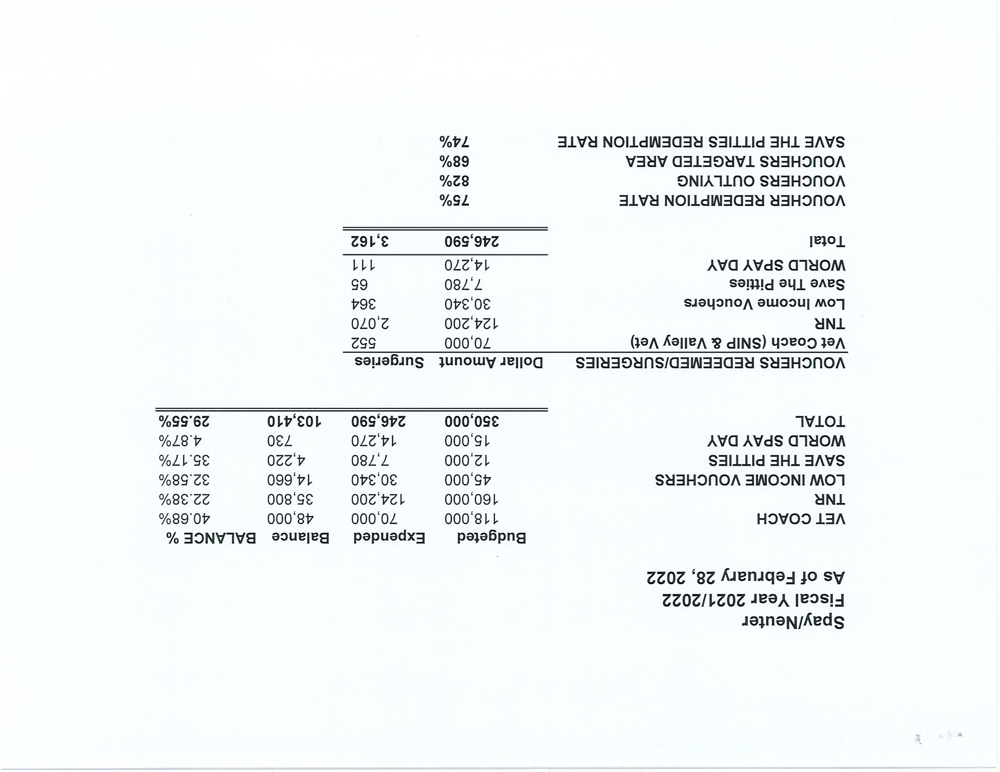 Spay/Neuter
Fiscal Year 2021/2022
As of February 28, 2022
Budgeted Expended Balance BALANCE %
VET COACH 118,000 70,000 48,000 40.68%
TNR 160,000 124,200 35,800 22.38%
LOW INCOME VOUCHERS 45,000 30,340 14,660 32.58%
SAVE THE PITTIES 12,000 7,780 4,220 35.17%
WORLD SPAY DAY 15,000 14,270 730 4.87%
TOTAL 350,000 246,590 103,410 29.55%
VOUCHERS REDEEMED/SURGERIES Dollar Amount Surgeries
Vet Coach (SNIP & Valley Vet) 70,000 552
TNR 124,200 2,070
Low Income Vouchers 30,340 364
Save The Pitties 7,780 65
WORLD SPAY DAY 14,270 111
Total 246,590 3,162
VOUCHER REDEMPTION RATE 75%
VOUCHERS OUTLYING 82%
VOUCHERS TARGETED AREA 68%
SAVE THE PITTIES REDEMPTION RATE 74%